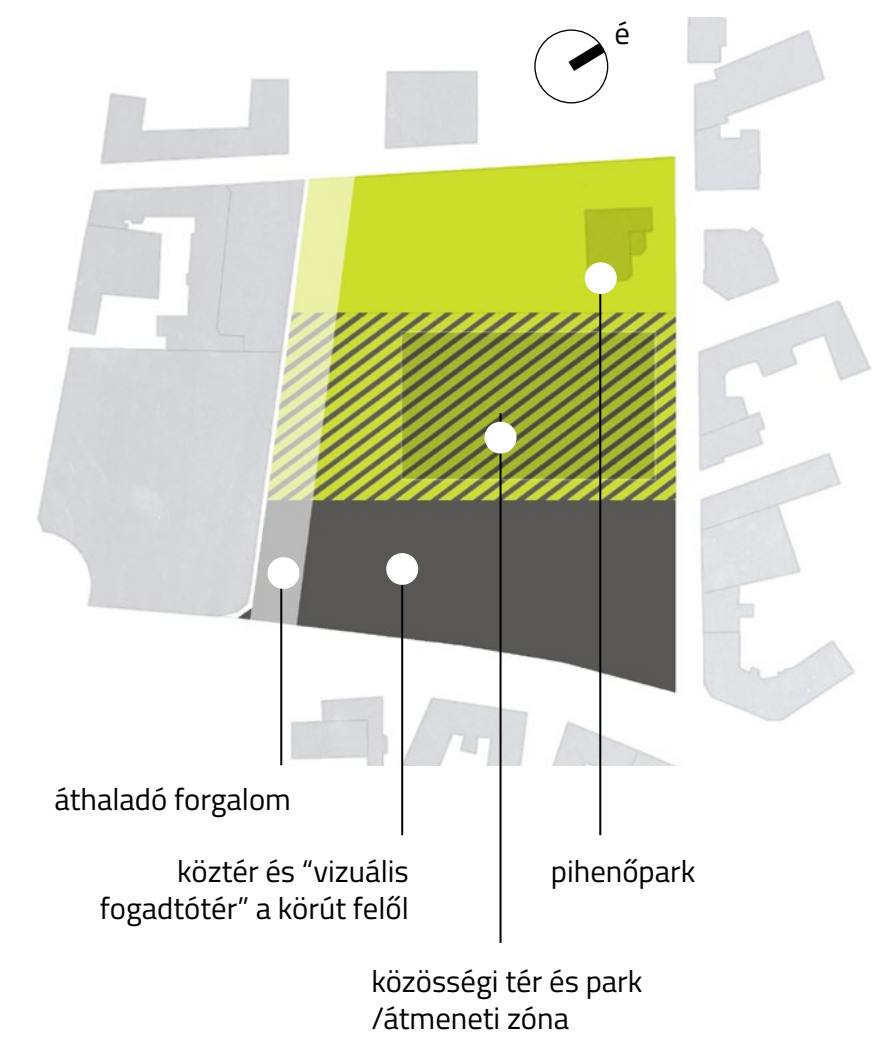 é
áthaladó forgalom
köztér és “vizuális
fogadtótér” a körút felől
pihenőpark
közösségi tér és park
/átmeneti zóna